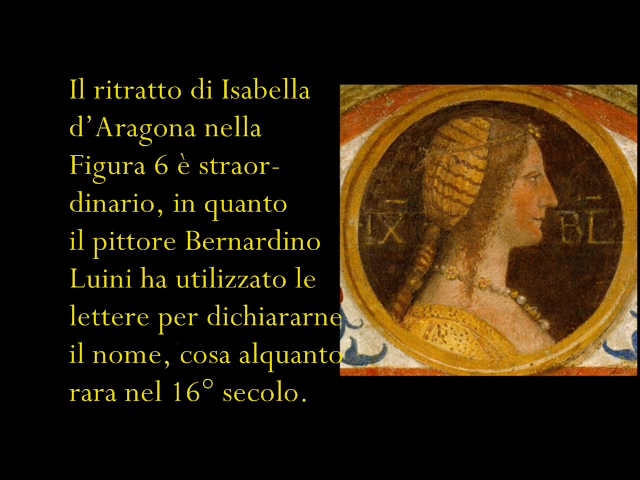 Il ritratto di Isabella
d’Aragona nella
Figura 6 è straor-
dinario, in quanto
il pittore Bernardino
Luini ha utilizzato le
lettere per dichiararne
il nome, cosa alquanto
rara nel 16° secolo.
IX̄ BL̄